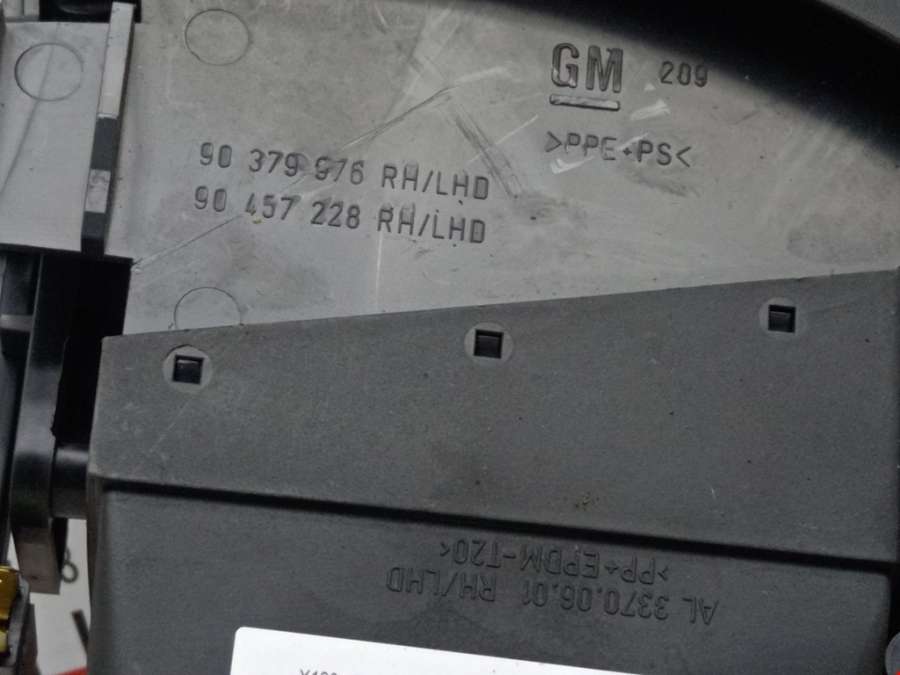 GM 209
>PPE+PS<
90 379 976 RH/LHD
90 457 228 RH/LHD
AL 3370.06.01 RH/LHD
>PP+EPDM-T20<